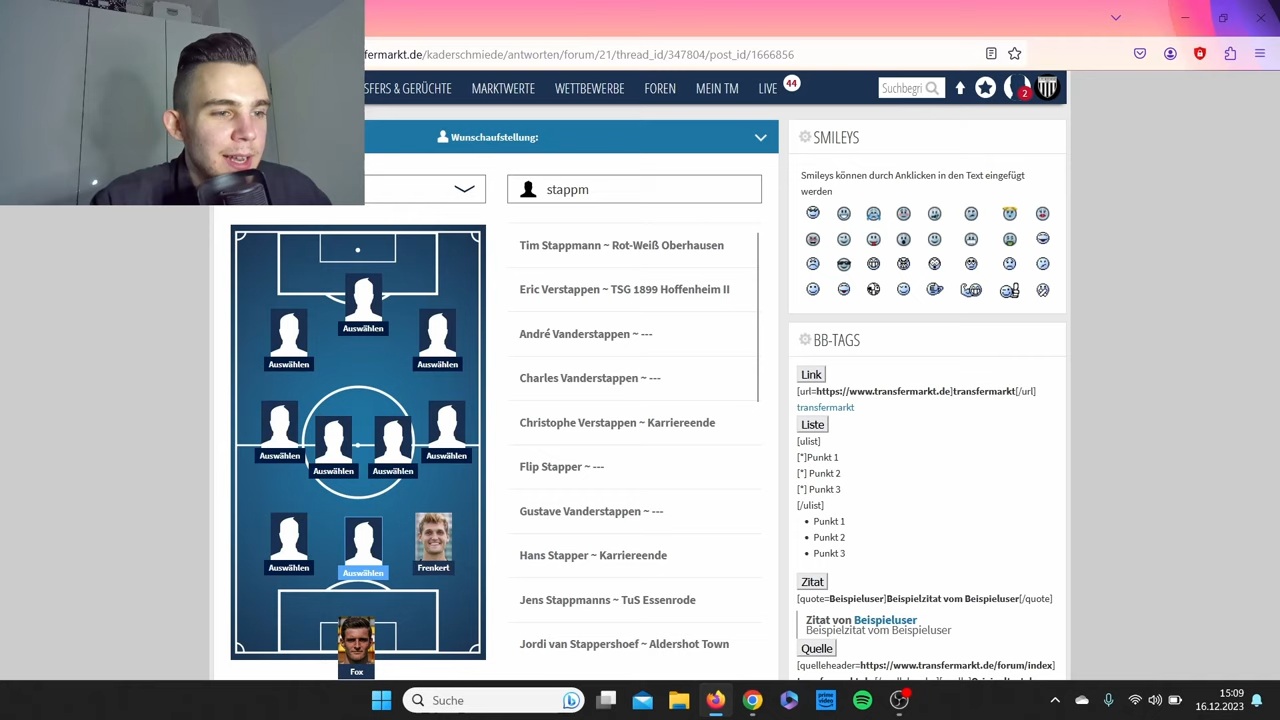 fermarkt.de/kaderschmiede/antworten/forum/21/thread_id/347804/post_id/1666856
SFERS & GERÜCHTE MARKTWERTE WETTBEWERBE FOREN MEIN TM LIVE 44 Suchbegri 2
Wunschaufstellung:
stappm
Tim Stappmann ~ Rot-Weiß Oberhausen
Eric Verstappen ~ TSG 1899 Hoffenheim II
André Vanderstappen ~ ---
Charles Vanderstappen ~ ---
Christophe Verstappen ~ Karriereende
Flip Stapper ~ ---
Gustave Vanderstappen ~ ---
Hans Stapper ~ Karriereende
Jens Stappmanns ~ TuS Essenrode
Jordi van Stappershoef ~ Aldershot Town
Auswählen
Auswählen Auswählen
Auswählen Auswählen
Auswählen Auswählen
Auswählen Auswählen Frenkert
Fox
SMILEYS
Smileys können durch Anklicken in den Text eingefügt
werden
BB-TAGS
Link
[url=https://www.transfermarkt.de]transfermarkt[/url]
transfermarkt
Liste
[ulist]
[*]Punkt 1
[*] Punkt 2
[*] Punkt 3
[/ulist]
• Punkt 1
• Punkt 2
• Punkt 3
Zitat
[quote=Beispieluser]Beispielzitat vom Beispieluser[/quote]
Zitat von Beispieluser
Beispielzitat vom Beispieluser
Quelle
[quelleheader=https://www.transfermarkt.de/forum/index]
Suche
prime video
15:09
16.12.2023